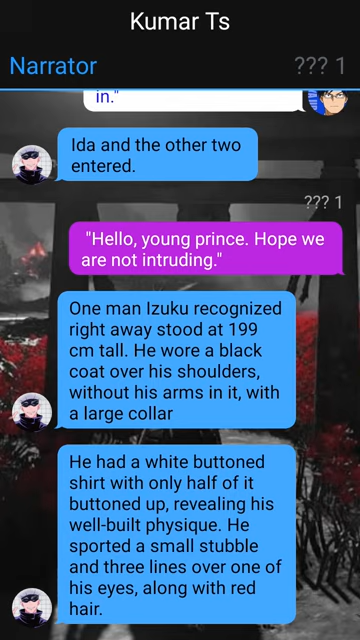 Kumar Ts
Narrator
??? 1
in."
Ida and the other two
entered.
??? 1
"Hello, young prince. Hope we
are not intruding."
One man Izuku recognized
right away stood at 199
cm tall. He wore a black
coat over his shoulders,
without his arms in it, with
a large collar
He had a white buttoned
shirt with only half of it
buttoned up, revealing his
well-built physique. He
sported a small stubble
and three lines over one of
his eyes, along with red
hair.